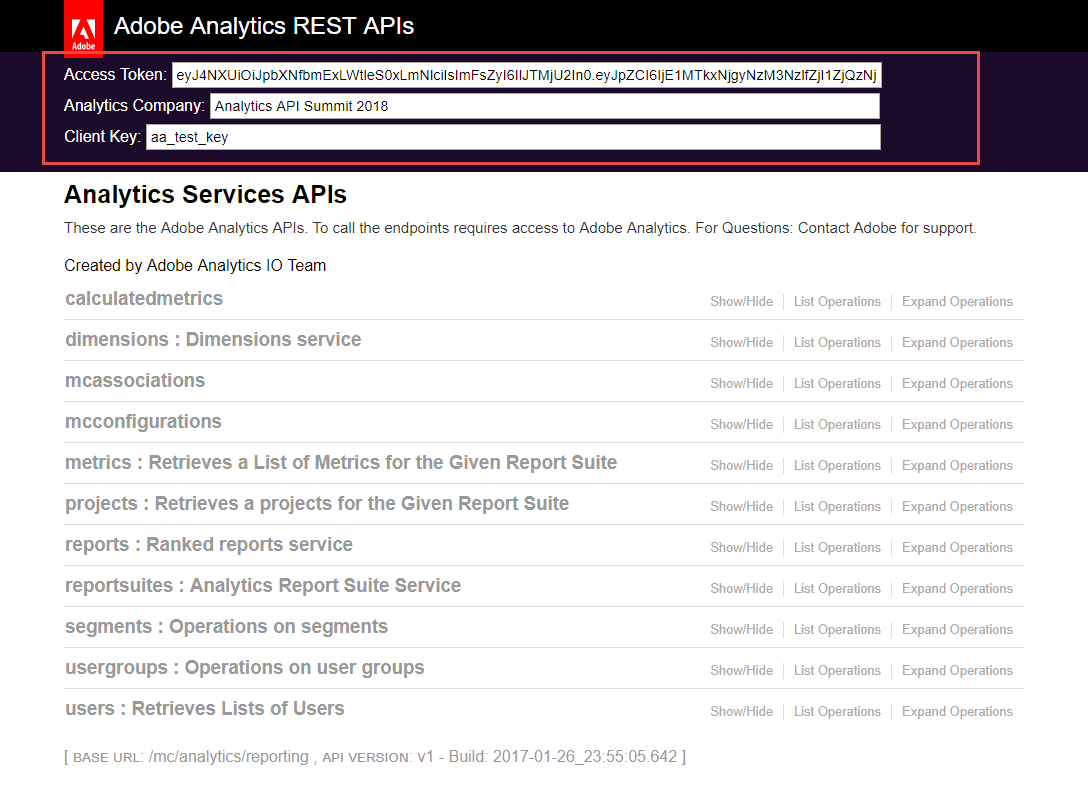 Adobe
Adobe Analytics REST APIs
Access Token: eyJ4NXUiOiJpbXNfbmExLWtleS0xLmNlciIsImFsZyI6IlJTMjU2In0.eyJpZCI6IjE1MTkxNjgyNzM3NzlfZjI1ZjQzNj
Analytics Company: Analytics API Summit 2018
Client Key: aa_test_key
Analytics Services APIs
These are the Adobe Analytics APIs. To call the endpoints requires access to Adobe Analytics. For Questions: Contact Adobe for support.
Created by Adobe Analytics IO Team
calculatedmetrics Show/Hide List Operations Expand Operations
dimensions : Dimensions service Show/Hide List Operations Expand Operations
mcassociations Show/Hide List Operations Expand Operations
mcconfigurations Show/Hide List Operations Expand Operations
metrics : Retrieves a List of Metrics for the Given Report Suite Show/Hide List Operations Expand Operations
projects : Retrieves a projects for the Given Report Suite Show/Hide List Operations Expand Operations
reports : Ranked reports service Show/Hide List Operations Expand Operations
reportsuites : Analytics Report Suite Service Show/Hide List Operations Expand Operations
segments : Operations on segments Show/Hide List Operations Expand Operations
usergroups : Operations on user groups Show/Hide List Operations Expand Operations
users : Retrieves Lists of Users Show/Hide List Operations Expand Operations
[ BASE URL: /mc/analytics/reporting , API VERSION: v1 - Build: 2017-01-26_23:55:05.642 ]